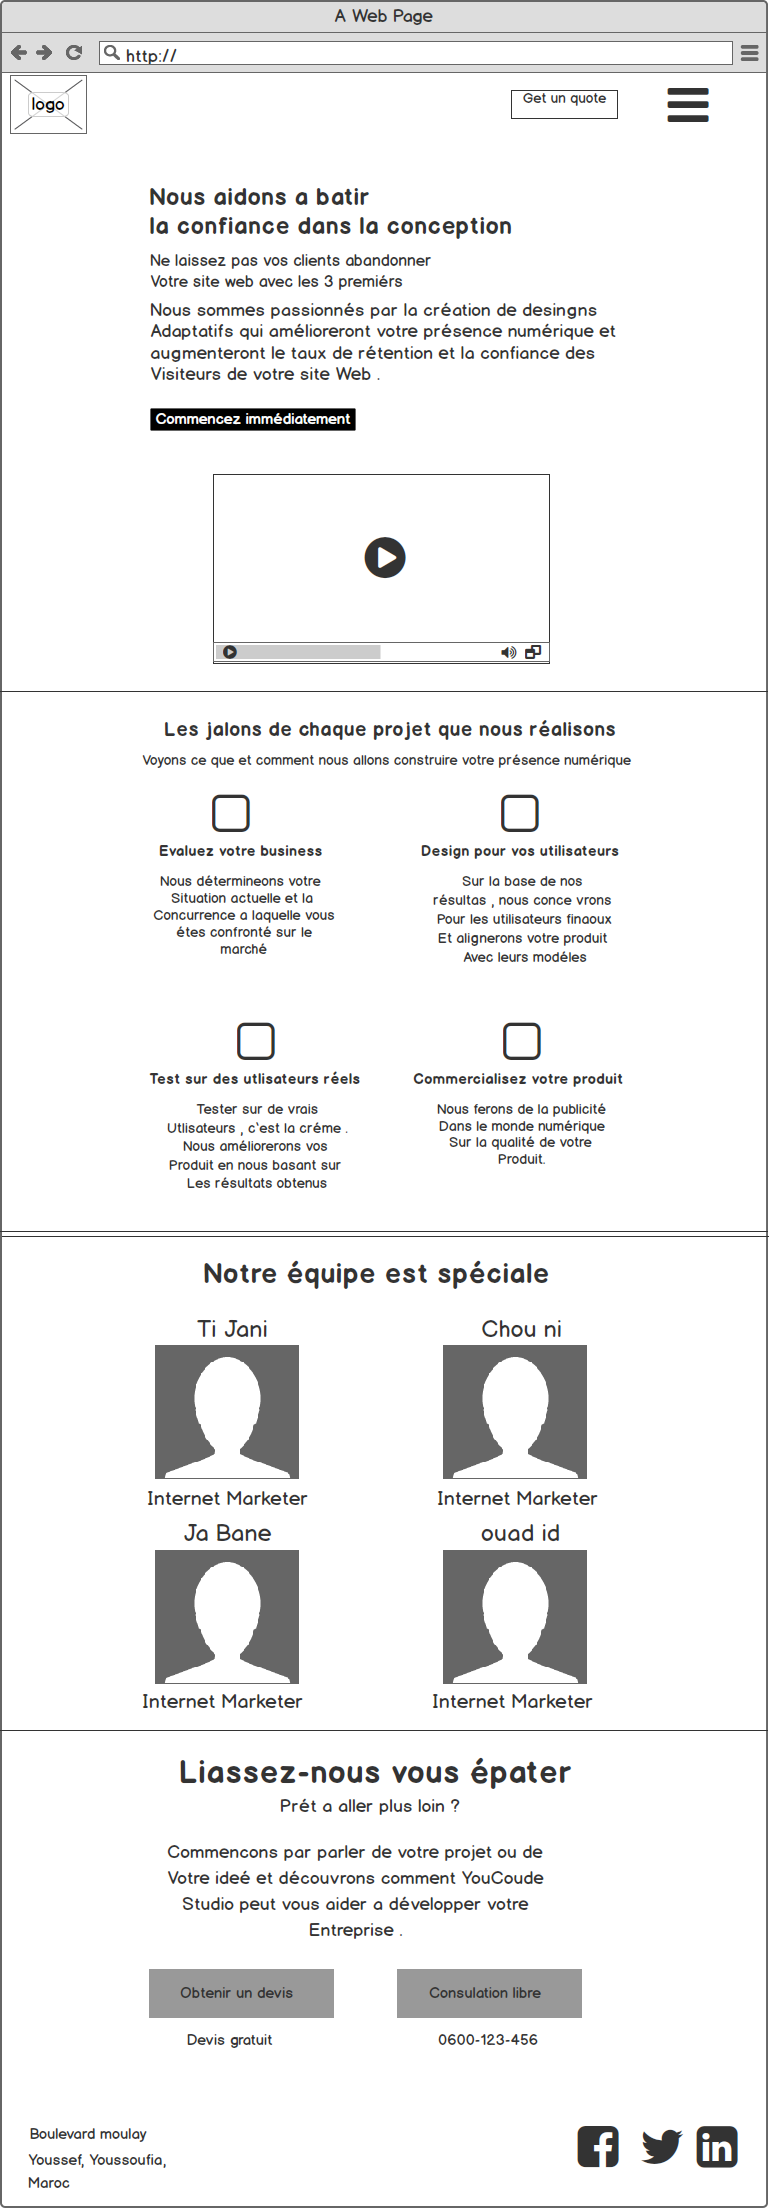 A Web Page
http://
logo
Get un quote
Nous aidons a batir
la confiance dans la conception
Ne laissez pas vos clients abandonner
Votre site web avec les 3 premiérs
Nous sommes passionnés par la création de desingns
Adaptatifs qui amélioreront votre présence numérique et
augmenteront le taux de rétention et la confiance des
Visiteurs de votre site Web .
Commencez immédiatement
Les jalons de chaque projet que nous réalisons
Voyons ce que et comment nous allons construire votre présence numérique
Evaluez votre business
Nous détermineons votre
Situation actuelle et la
Concurrence a laquelle vous
étes confronté sur le
marché
Design pour vos utilisateurs
Sur la base de nos
résultas , nous conce vrons
Pour les utilisateurs finaoux
Et alignerons votre produit
Avec leurs modéles
Test sur des utlisateurs réels
Tester sur de vrais
Utlisateurs , c'est la créme .
Nous améliorerons vos
Produit en nous basant sur
Les résultats obtenus
Commercialisez votre produit
Nous ferons de la publicité
Dans le monde numérique
Sur la qualité de votre
Produit.
Notre équipe est spéciale
Ti Jani
Chou ni
Internet Marketer
Internet Marketer
Ja Bane
ouad id
Internet Marketer
Internet Marketer
Liassez-nous vous épater
Prét a aller plus loin ?
Commencons par parler de votre projet ou de
Votre ideé et découvrons comment YouCoude
Studio peut vous aider a développer votre
Entreprise .
Obtenir un devis
Consulation libre
Devis gratuit
0600-123-456
Boulevard moulay
Youssef, Youssoufia,
Maroc